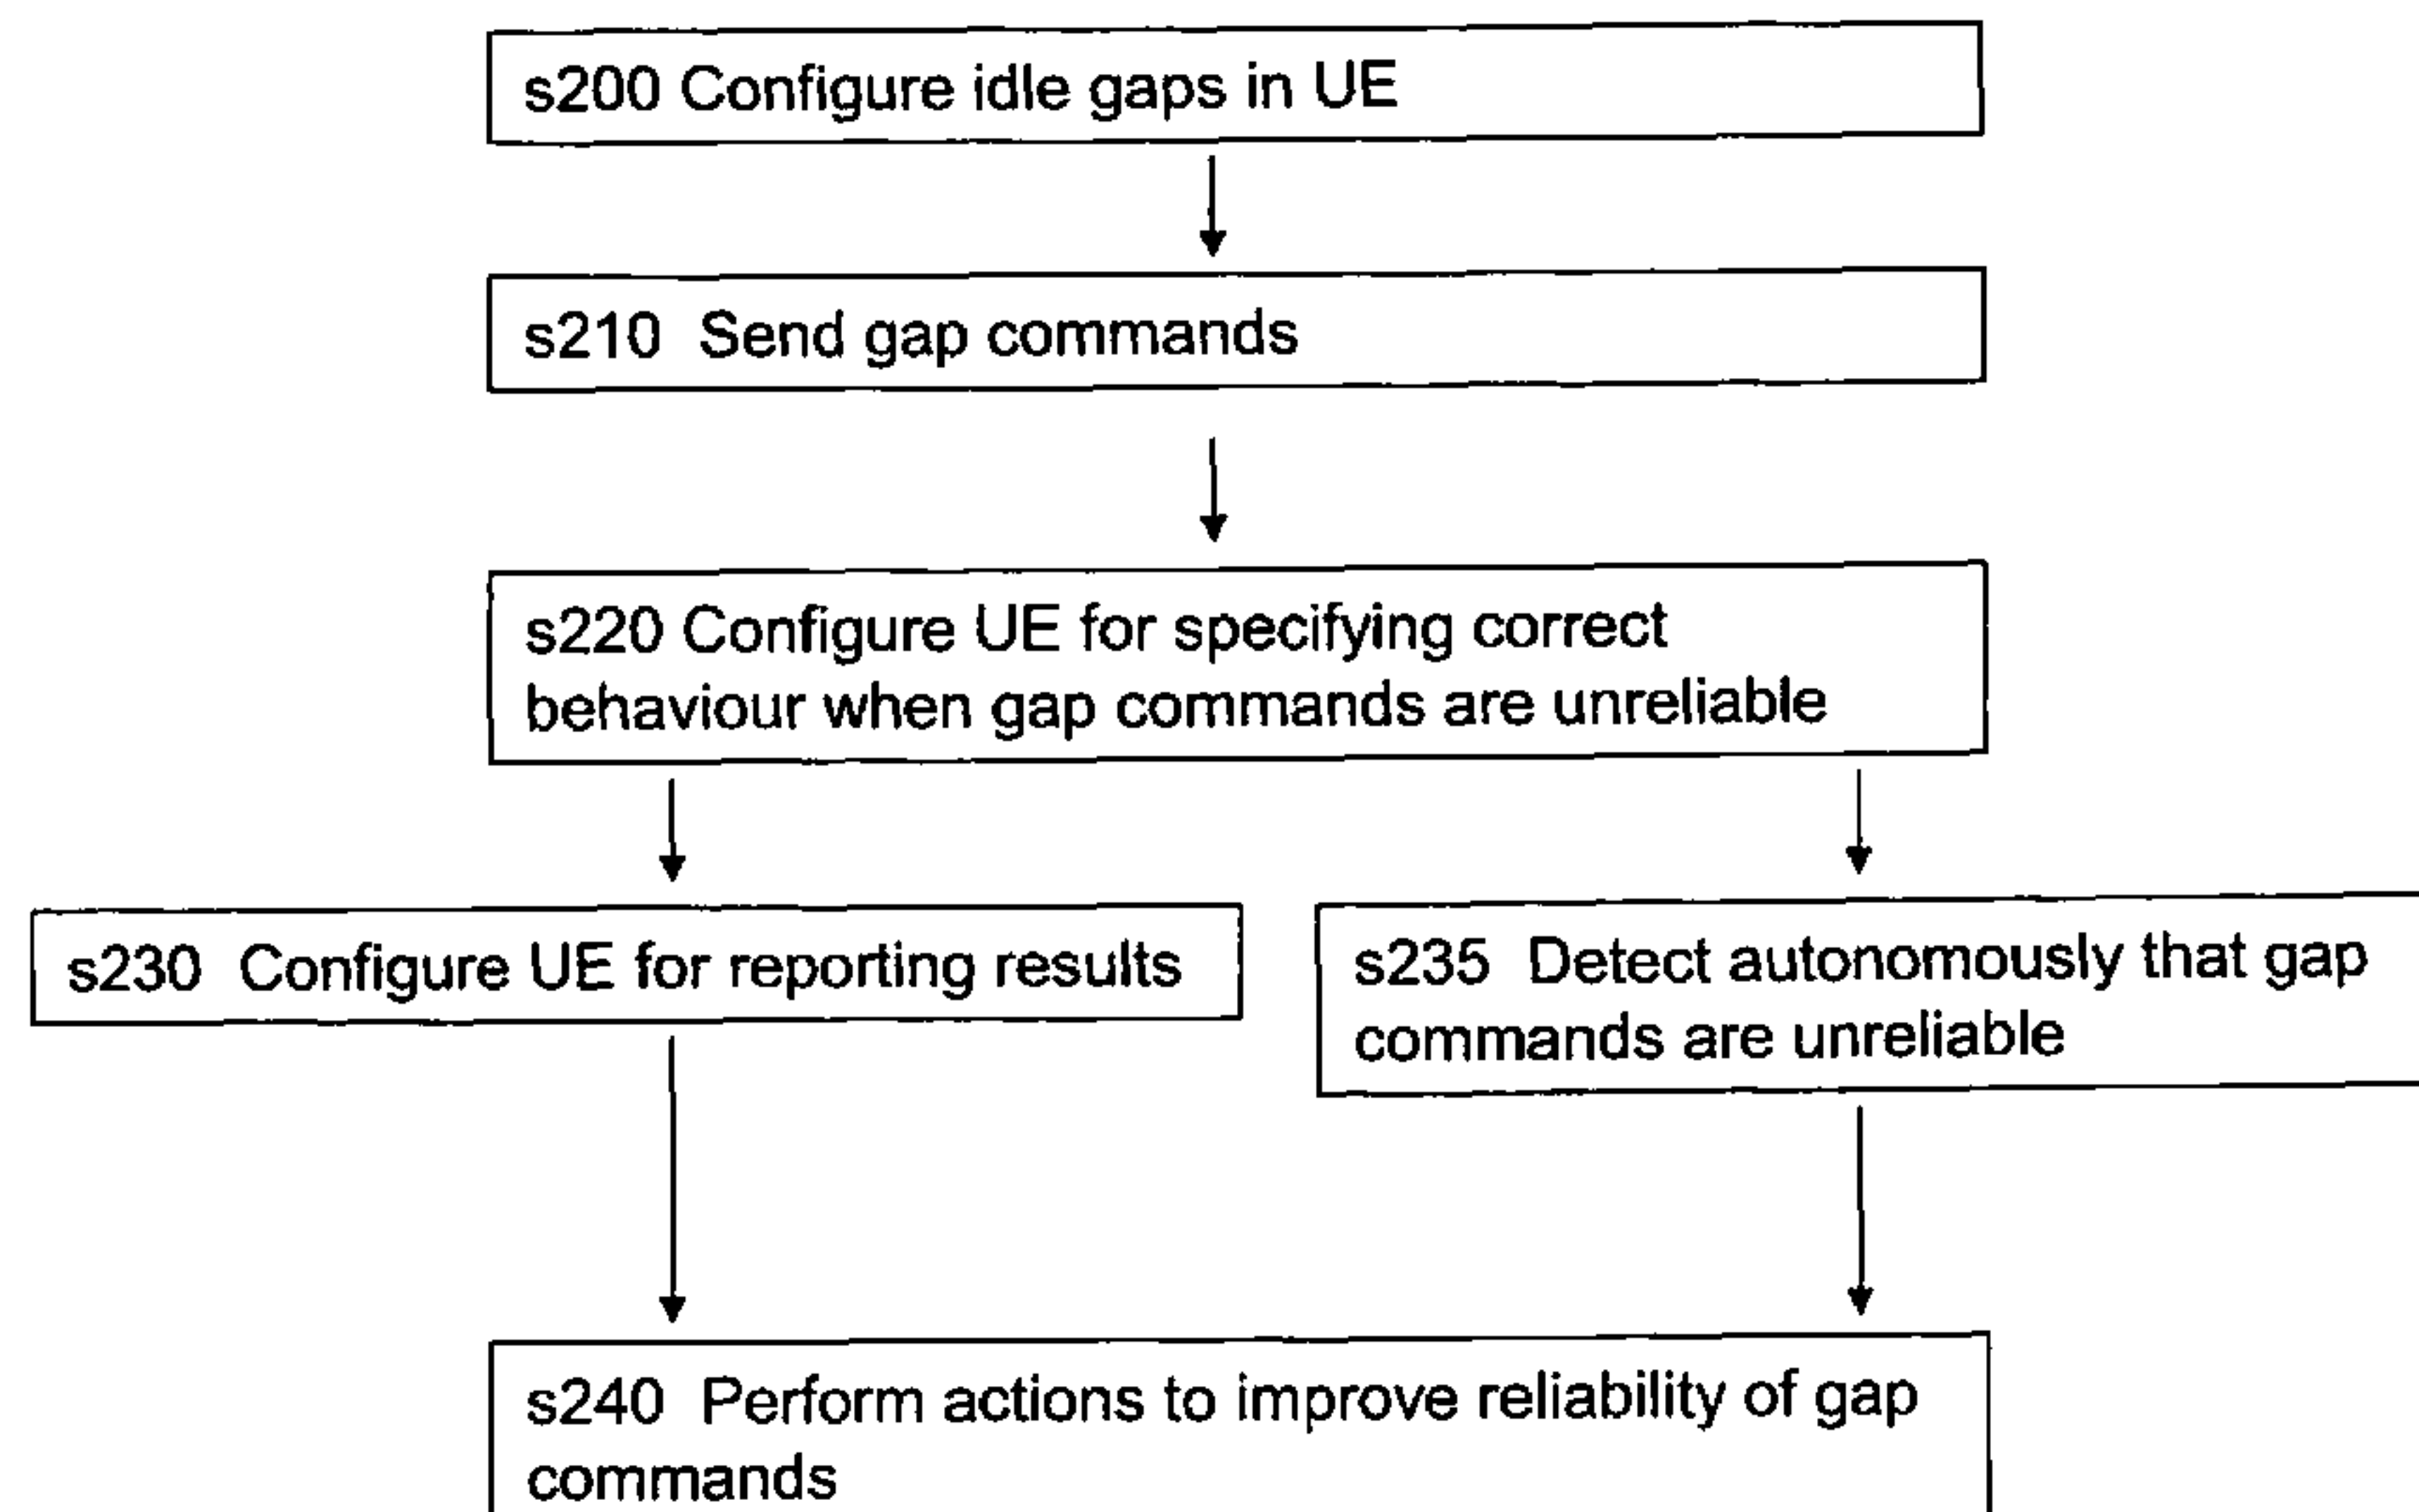 s200 Configure idle gaps in UE
s210 Send gap commands
s220 Configure UE for specifying correct
behaviour when gap commands are unreliable
s230 Configure UE for reporting results
s235 Detect autonomously that gap
commands are unreliable
s240 Perform actions to improve reliability of gap
commands